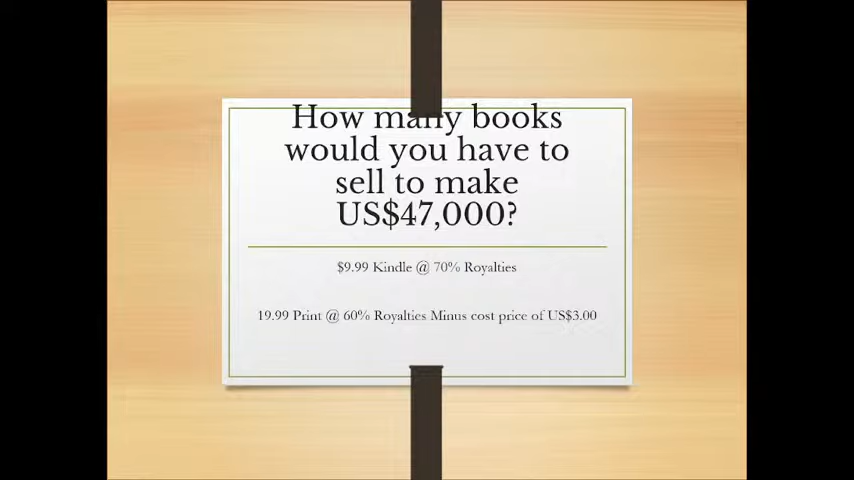 How many books
would you have to
sell to make
US$47,000?
$9.99 Kindle @ 70% Royalties
19.99 Print @ 60% Royalties Minus cost price of US$3.00